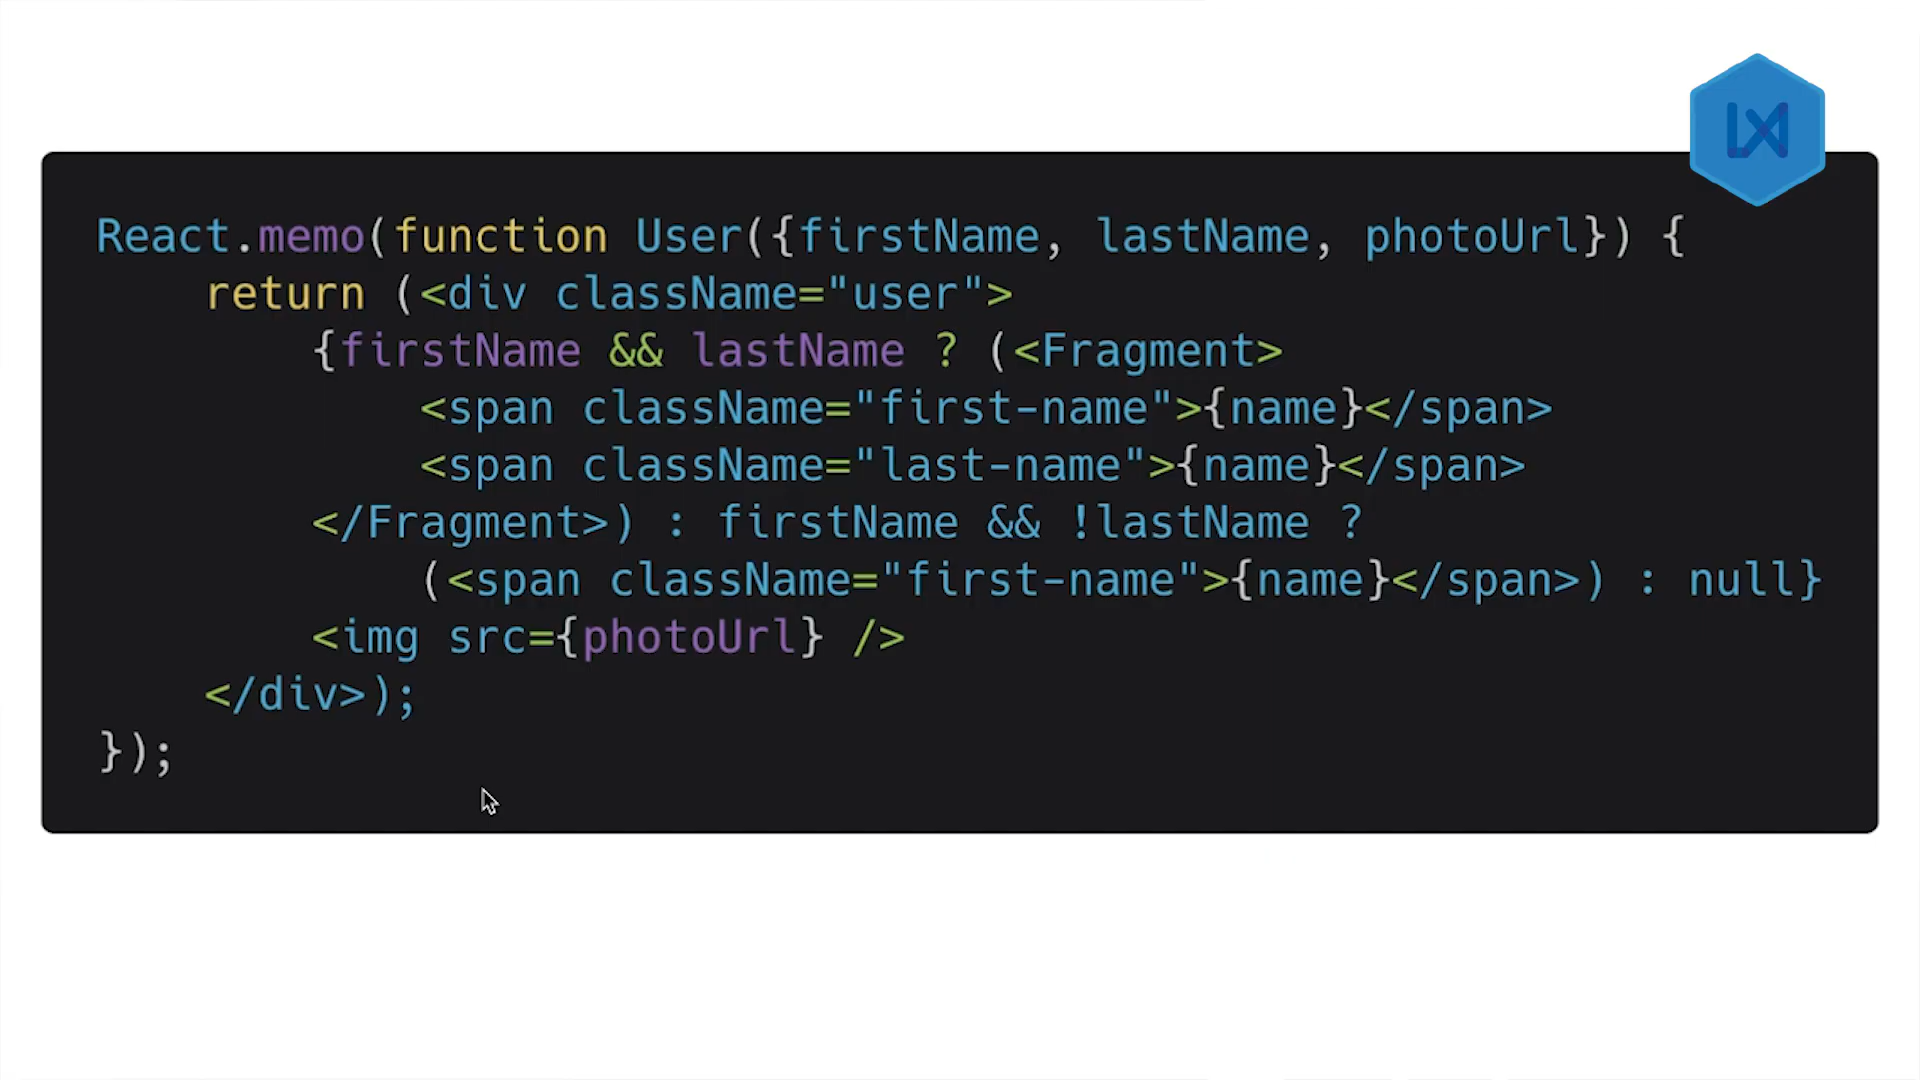 React.memo(function User({firstName, lastName, photoUrl}) {
    return (<div className="user">
        {firstName && lastName ? (<Fragment>
            <span className="first-name">{name}</span>
            <span className="last-name">{name}</span>
        </Fragment>) : firstName && !lastName ?
            (<span className="first-name">{name}</span>) : null}
        <img src={photoUrl} />
    </div>);
});